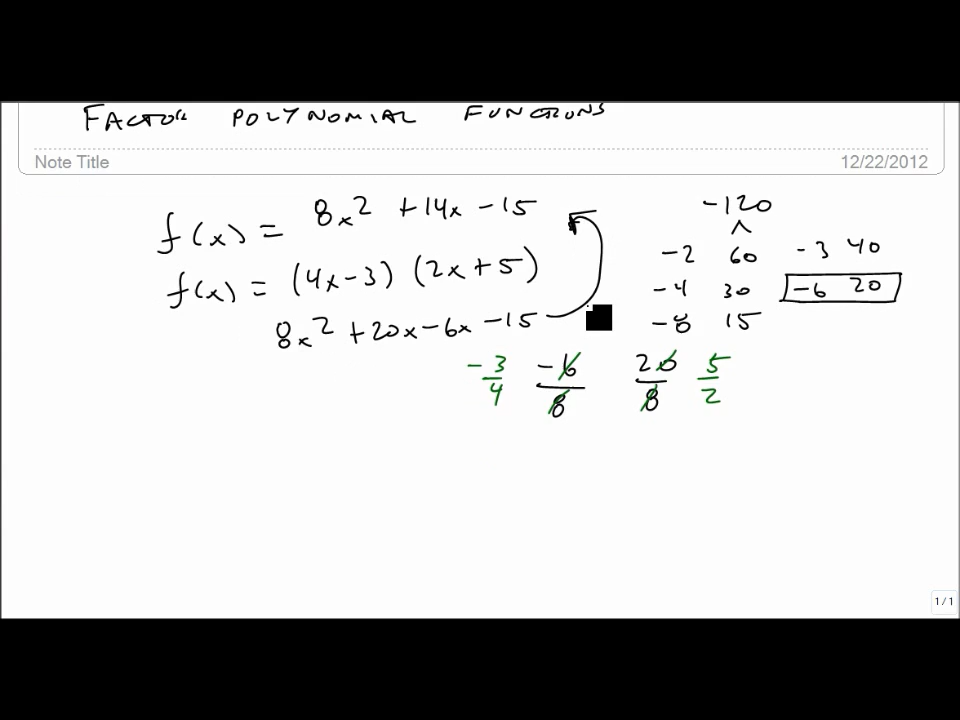 FACTOR POLYNOMIAL FUNCTIONS
Note Title 12/22/2012
f(x) = 8x² +14x -15
f(x) = (4x-3) (2x+5)
8x² +20x-6x -15
-120
-2 60 -3 40
-4 30 -6 20
-8 15
-3/4 -6/8 20/8 5/2
1/1